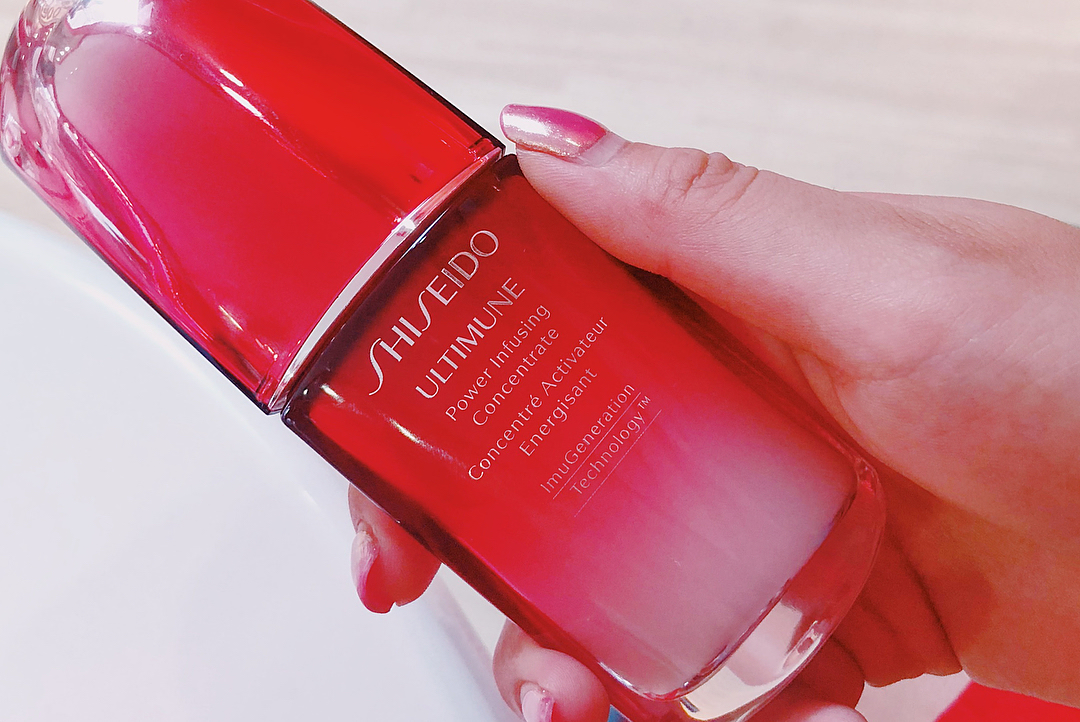 SHISEIDO
ULTIMUNE
Power Infusing
Concentrate
Concentré Activateur
Energisant
ImuGeneration
Technology™